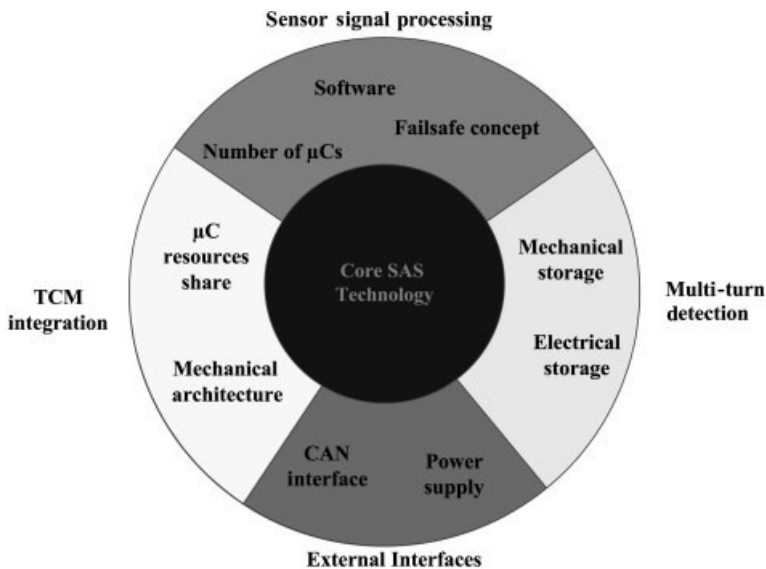 Sensor signal processing
Software
Failsafe concept
Number of μCs
μC
resources
share
Mechanical
storage
Core SAS
Technology
TCM
integration
Multi-turn
detection
Electrical
storage
Mechanical
architecture
CAN
interface
Power
supply
External Interfaces